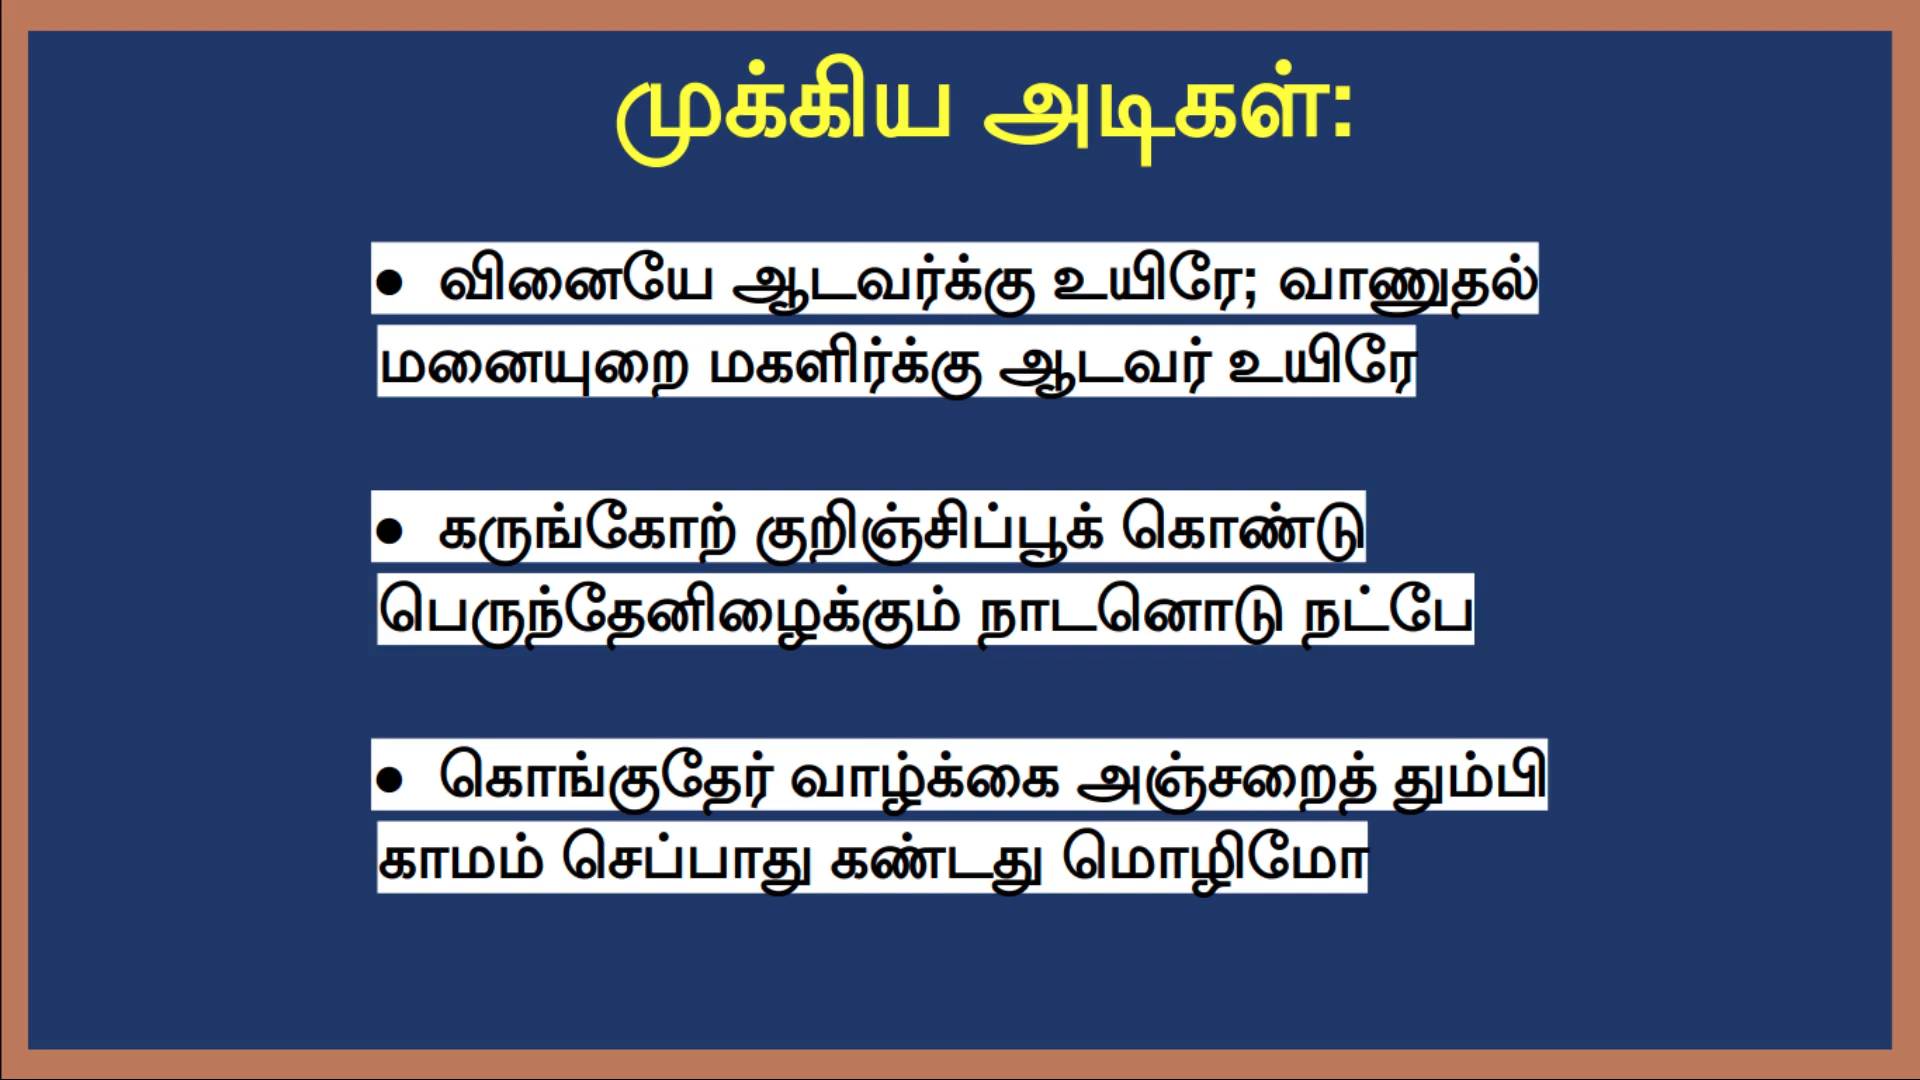 முக்கிய அடிகள்:
● வினையே ஆடவர்க்கு உயிரே; வாணுதல்
மனையுறை மகளிர்க்கு ஆடவர் உயிரே
● கருங்கோற் குறிஞ்சிப்பூக் கொண்டு
பெருந்தேனிழைக்கும் நாடனொடு நட்பே
● கொங்குதேர் வாழ்க்கை அஞ்சறைத் தும்பி
காமம் செப்பாது கண்டது மொழிமோ